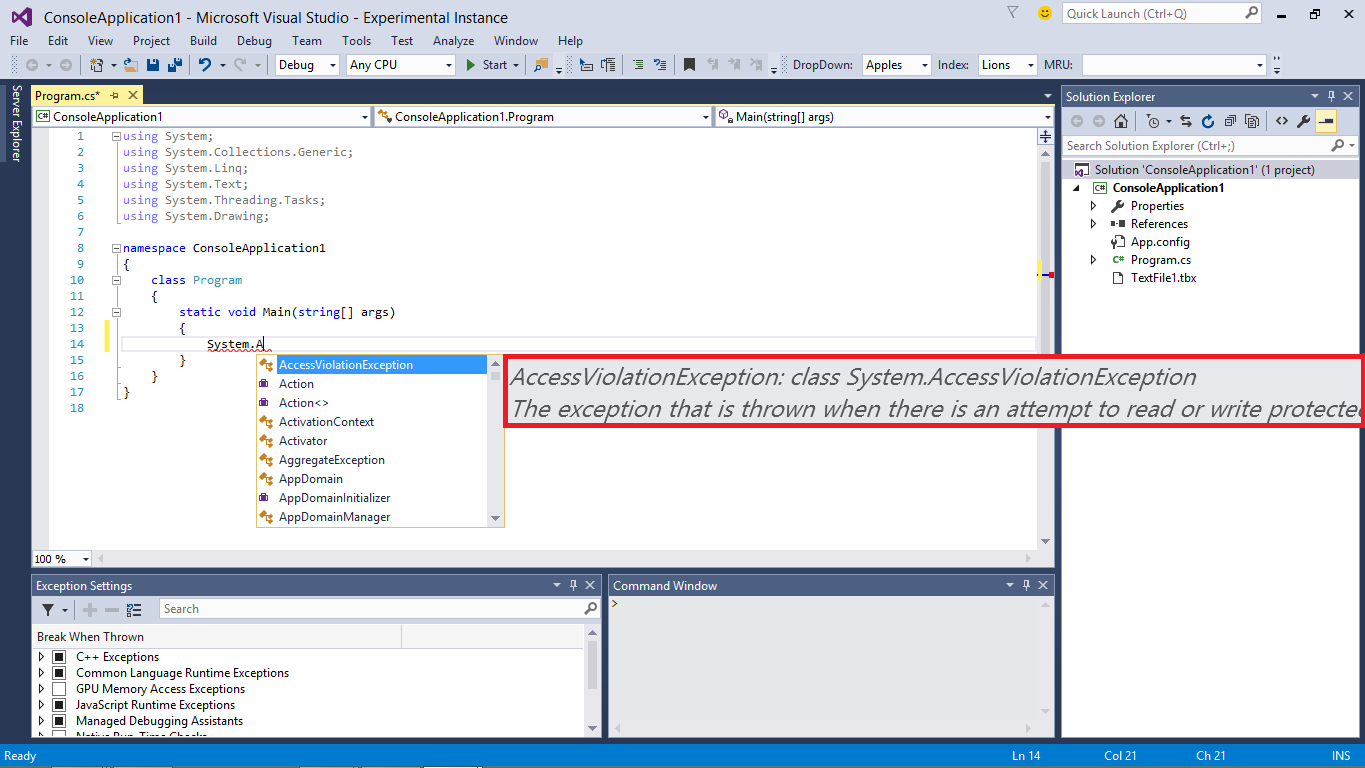 ConsoleApplication1 - Microsoft Visual Studio - Experimental Instance
Quick Launch (Ctrl+Q)
File Edit View Project Build Debug Team Tools Test Analyze Window Help
Debug Any CPU Start DropDown: Apples Index: Lions MRU:
Server Explorer
Program.cs*
ConsoleApplication1 ConsoleApplication1.Program Main(string[] args)
1 using System;
2 using System.Collections.Generic;
3 using System.Linq;
4 using System.Text;
5 using System.Threading.Tasks;
6 using System.Drawing;
7
8 namespace ConsoleApplication1
9 {
10 class Program
11 {
12 static void Main(string[] args)
13 {
14 System.A
15 }
16 }
17 }
18
AccessViolationException
Action
Action<>
ActivationContext
Activator
AggregateException
AppDomain
AppDomainInitializer
AppDomainManager
AccessViolationException: class System.AccessViolationException
The exception that is thrown when there is an attempt to read or write protected
100 %
Solution Explorer
Search Solution Explorer (Ctrl+;)
Solution 'ConsoleApplication1' (1 project)
C# ConsoleApplication1
Properties
References
App.config
C# Program.cs
TextFile1.tbx
Exception Settings
Search
Break When Thrown
C++ Exceptions
Common Language Runtime Exceptions
GPU Memory Access Exceptions
JavaScript Runtime Exceptions
Managed Debugging Assistants
Native Run-Time Checks
Command Window
>
Ready Ln 14 Col 21 Ch 21 INS